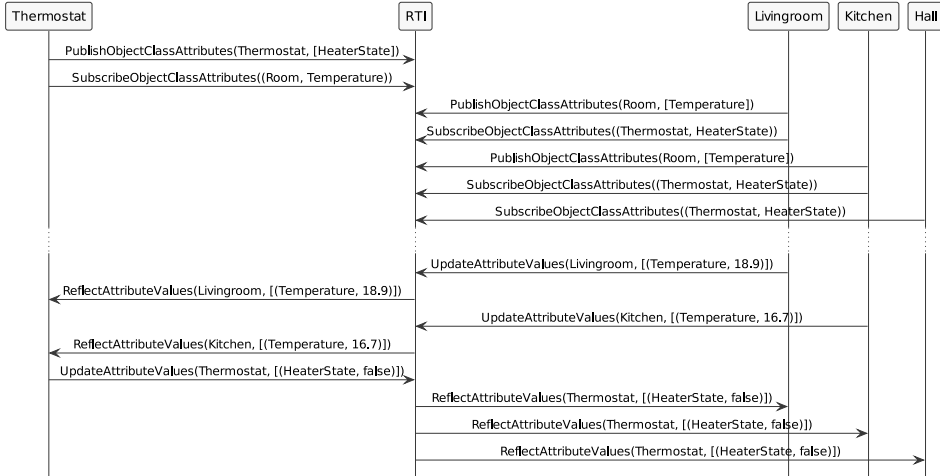 Thermostat
RTI
Livingroom
Kitchen
Hall
PublishObjectClassAttributes(Thermostat, [HeaterState])
SubscribeObjectClassAttributes((Room, Temperature))
PublishObjectClassAttributes(Room, [Temperature])
SubscribeObjectClassAttributes((Thermostat, HeaterState))
PublishObjectClassAttributes(Room, [Temperature])
SubscribeObjectClassAttributes((Thermostat, HeaterState))
SubscribeObjectClassAttributes((Thermostat, HeaterState))
UpdateAttributeValues(Livingroom, [(Temperature, 18.9)])
ReflectAttributeValues(Livingroom, [(Temperature, 18.9)])
UpdateAttributeValues(Kitchen, [(Temperature, 16.7)])
ReflectAttributeValues(Kitchen, [(Temperature, 16.7)])
UpdateAttributeValues(Thermostat, [(HeaterState, false)])
ReflectAttributeValues(Thermostat, [(HeaterState, false)])
ReflectAttributeValues(Thermostat, [(HeaterState, false)])
ReflectAttributeValues(Thermostat, [(HeaterState, false)])